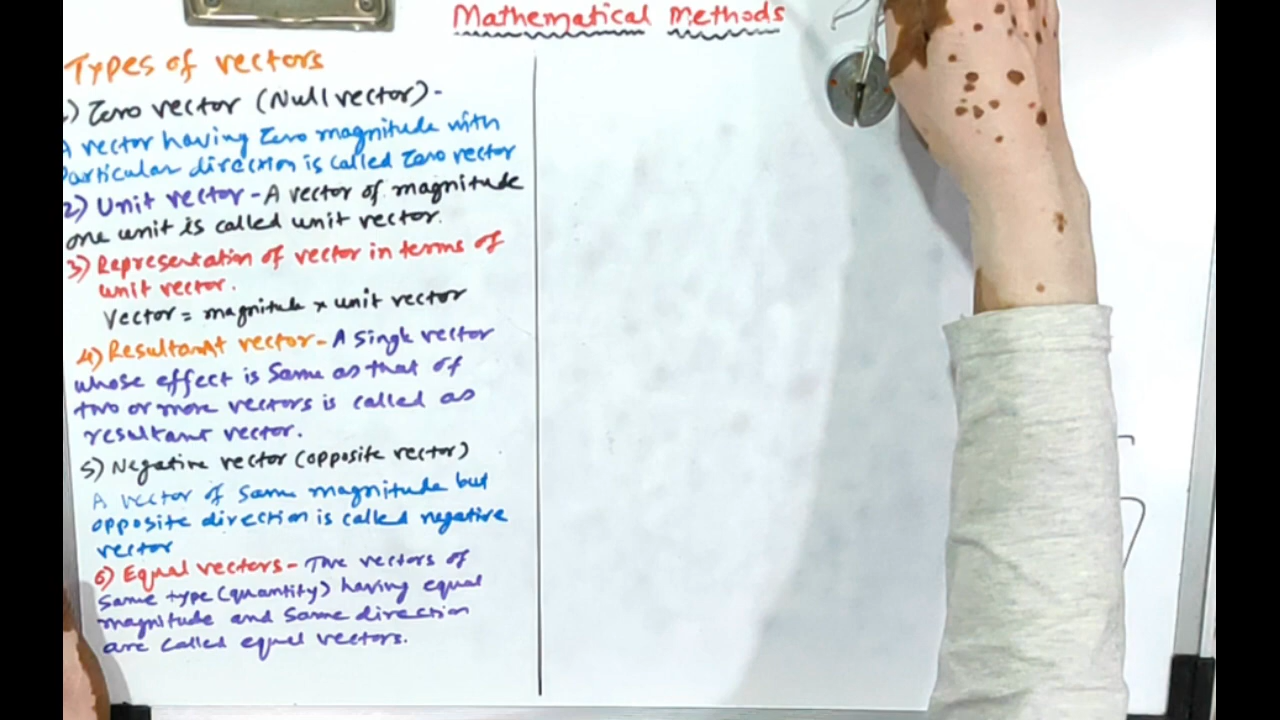 Mathematical Methods
Types of vectors
1) Zero vector (Null vector) -
A vector having Zero magnitude with
Particular direction is called Zero vector
2) Unit vector - A vector of magnitude
one unit is called unit vector.
3) Representation of vector in terms of
unit vector.
Vector = magnitude x unit vector
4) Resultant vector - A Single vector
whose effect is Same as that of
two or more vectors is called as
resultant vector.
5) Negative vector (opposite vector)
A vector of Same magnitude but
opposite direction is called negative
vector
6) Equal vectors - The vectors of
Same type (quantity) having equal
magnitude and Same direction
are called equal vectors.